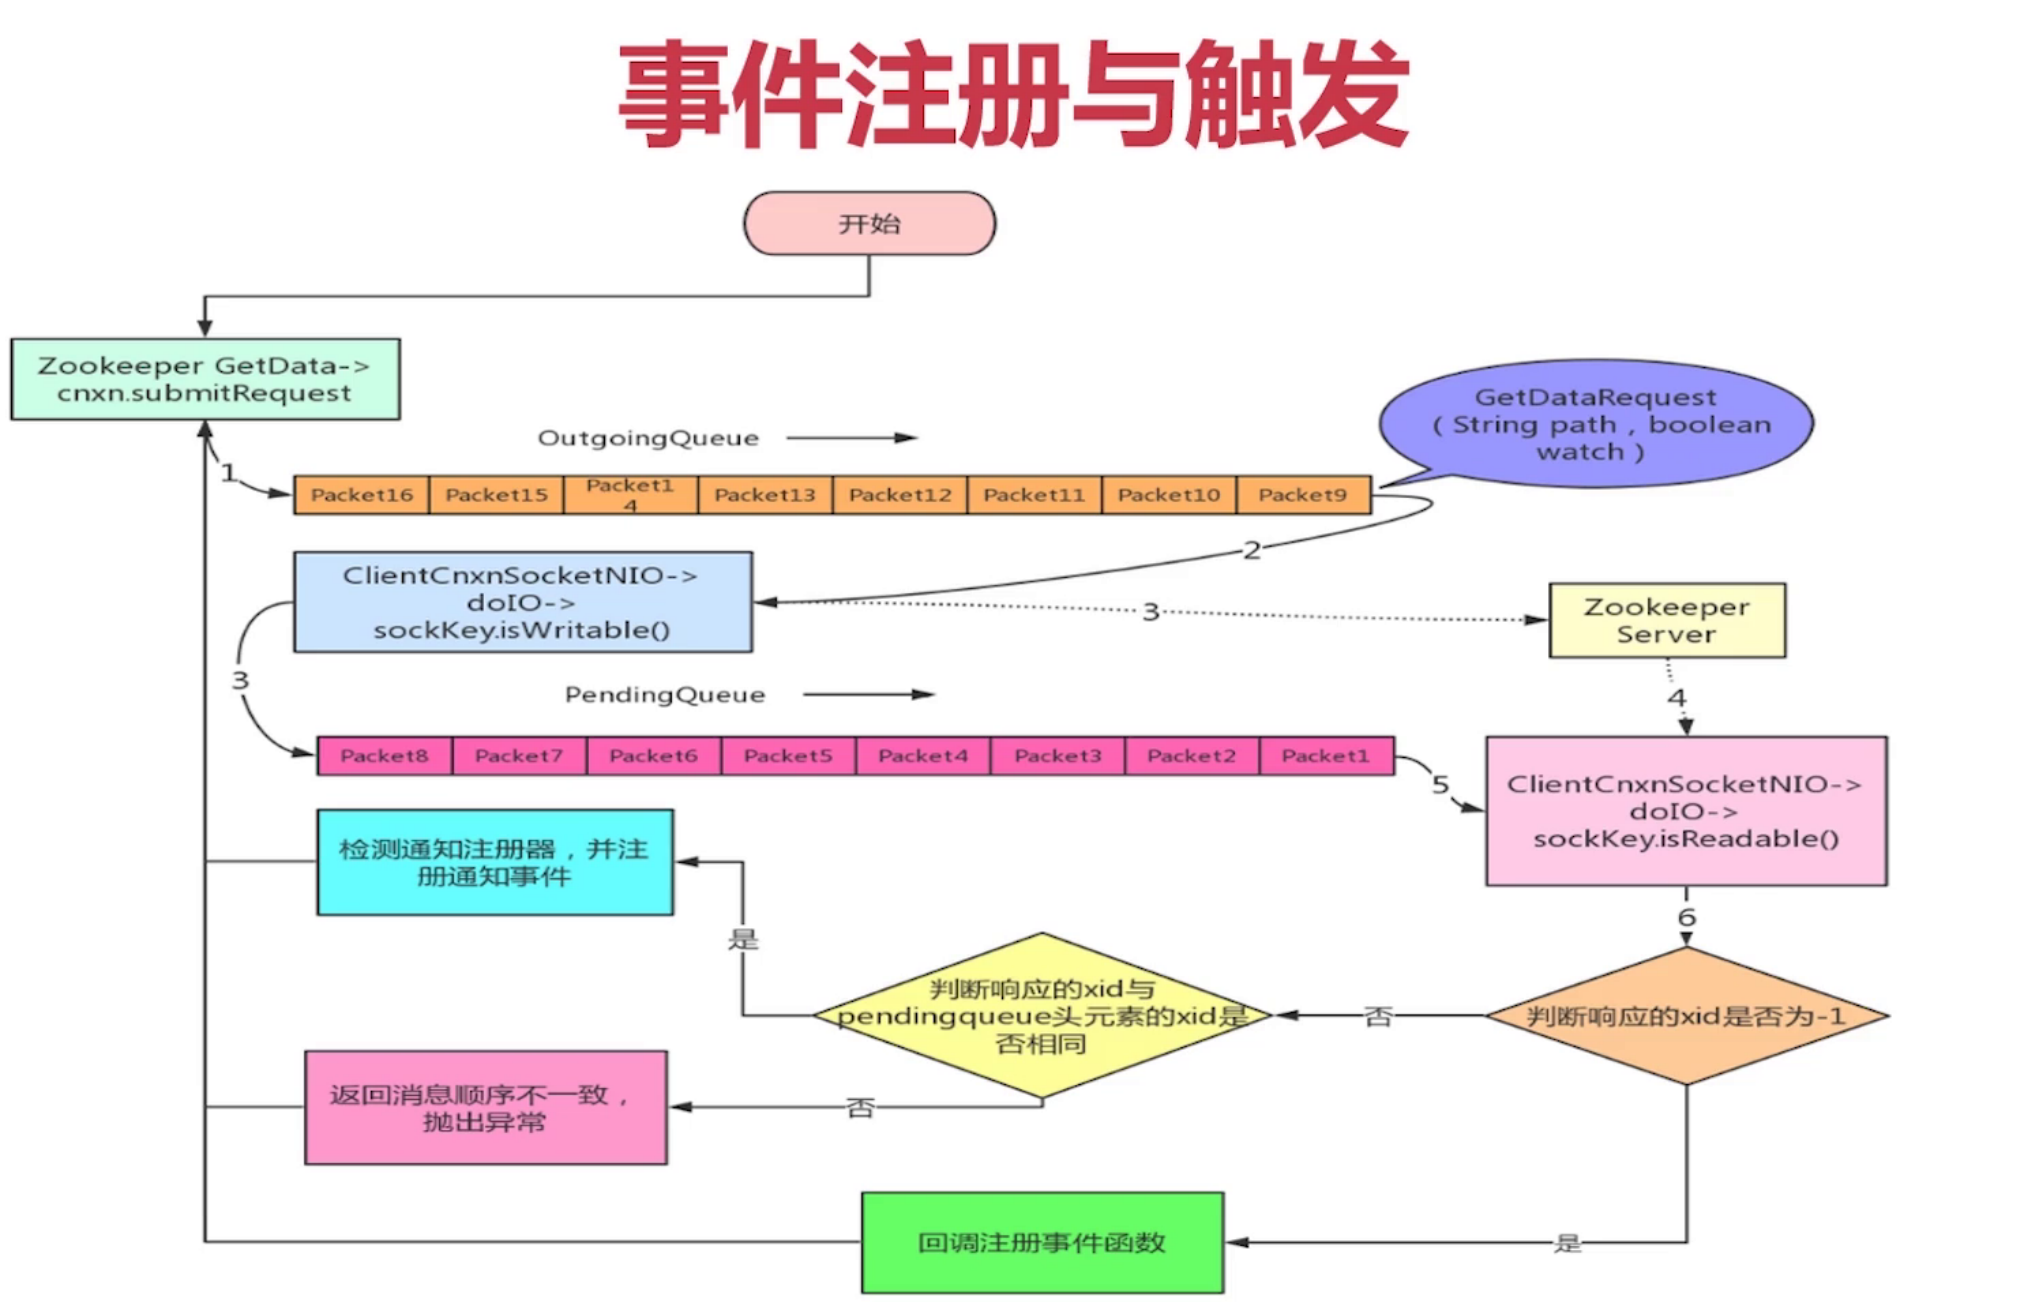 事件注册与触发
开始
Zookeeper GetData->
cnxn.submitRequest
GetDataRequest
（String path，boolean
watch）
OutgoingQueue
1
Packet16 Packet15 Packet1
4 Packet13 Packet12 Packet11 Packet10 Packet9
2
ClientCnxnSocketNIO->
doIO->
sockKey.isWritable()
3
Zookeeper
Server
3
PendingQueue
4
Packet8 Packet7 Packet6 Packet5 Packet4 Packet3 Packet2 Packet1
5
ClientCnxnSocketNIO->
doIO->
sockKey.isReadable()
检测通知注册器，并注
册通知事件
6
是
判断响应的xid与
pendingqueue头元素的xid是
否相同
否
判断响应的xid是否为-1
返回消息顺序不一致，
抛出异常
否
回调注册事件函数
是